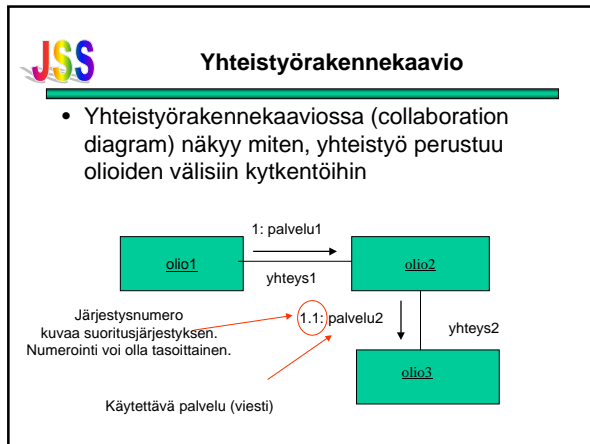 JSS
Yhteistyörakennekaavio
• Yhteistyörakennekaaviossa (collaboration
diagram) näkyy miten, yhteistyö perustuu
olioiden välisiin kytkentöihin
1: palvelu1
olio1
olio2
yhteys1
Järjestysnumero
kuvaa suoritusjärjestyksen.
Numerointi voi olla tasoittainen.
1.1: palvelu2
yhteys2
olio3
Käytettävä palvelu (viesti)